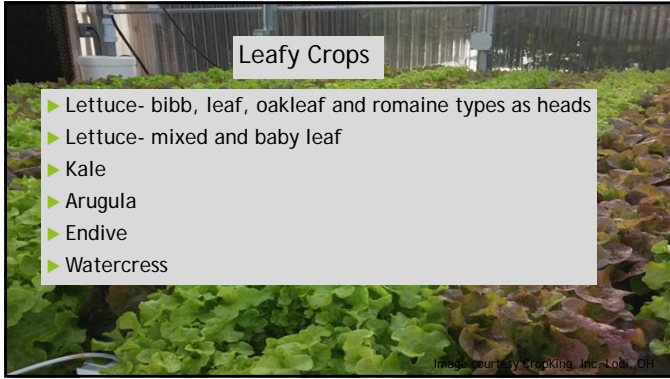 Leafy Crops
▶ Lettuce- bibb, leaf, oakleaf and romaine types as heads
▶ Lettuce- mixed and baby leaf
▶ Kale
▶ Arugula
▶ Endive
▶ Watercress
Image courtesy CropKing, Inc. Lodi, OH